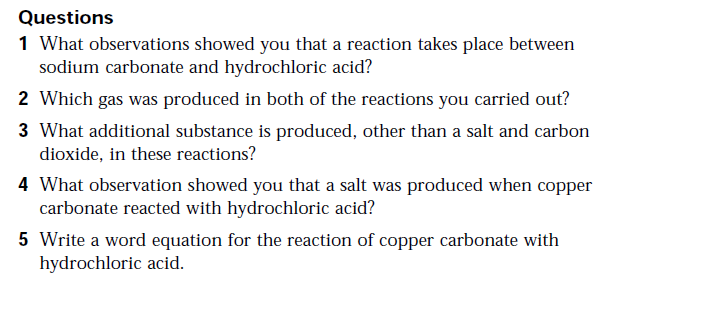 Questions
1 What observations showed you that a reaction takes place between
sodium carbonate and hydrochloric acid?
2 Which gas was produced in both of the reactions you carried out?
3 What additional substance is produced, other than a salt and carbon
dioxide, in these reactions?
4 What observation showed you that a salt was produced when copper
carbonate reacted with hydrochloric acid?
5 Write a word equation for the reaction of copper carbonate with
hydrochloric acid.